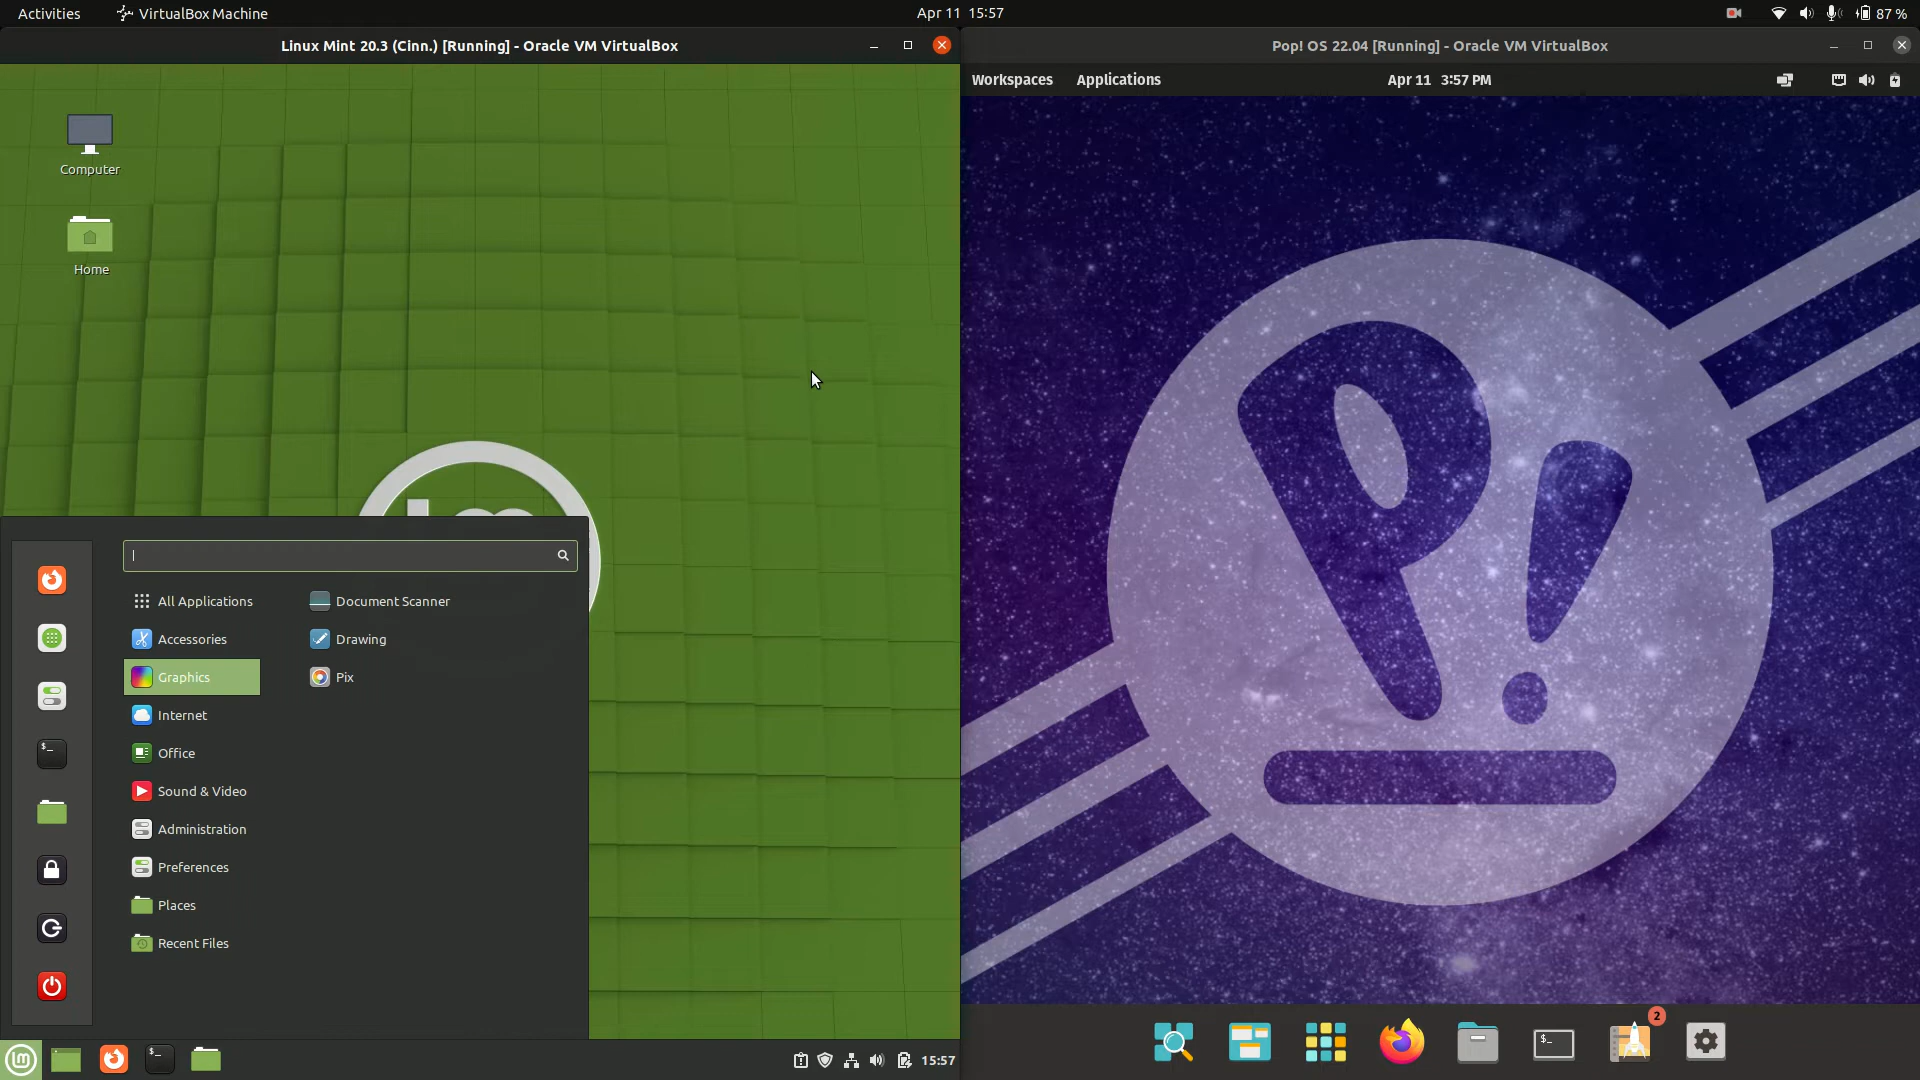 Activities
VirtualBox Machine
Apr 11 15:57
87 %
Linux Mint 20.3 (Cinn.) [Running] - Oracle VM VirtualBox
Pop! OS 22.04 [Running] - Oracle VM VirtualBox
Computer
Home
lm
All Applications
Accessories
Graphics
Internet
Office
Sound & Video
Administration
Preferences
Places
Recent Files
Document Scanner
Drawing
Pix
$_
lm
$_
15:57
Workspaces
Applications
Apr 11 3:57 PM
P!
$_
2